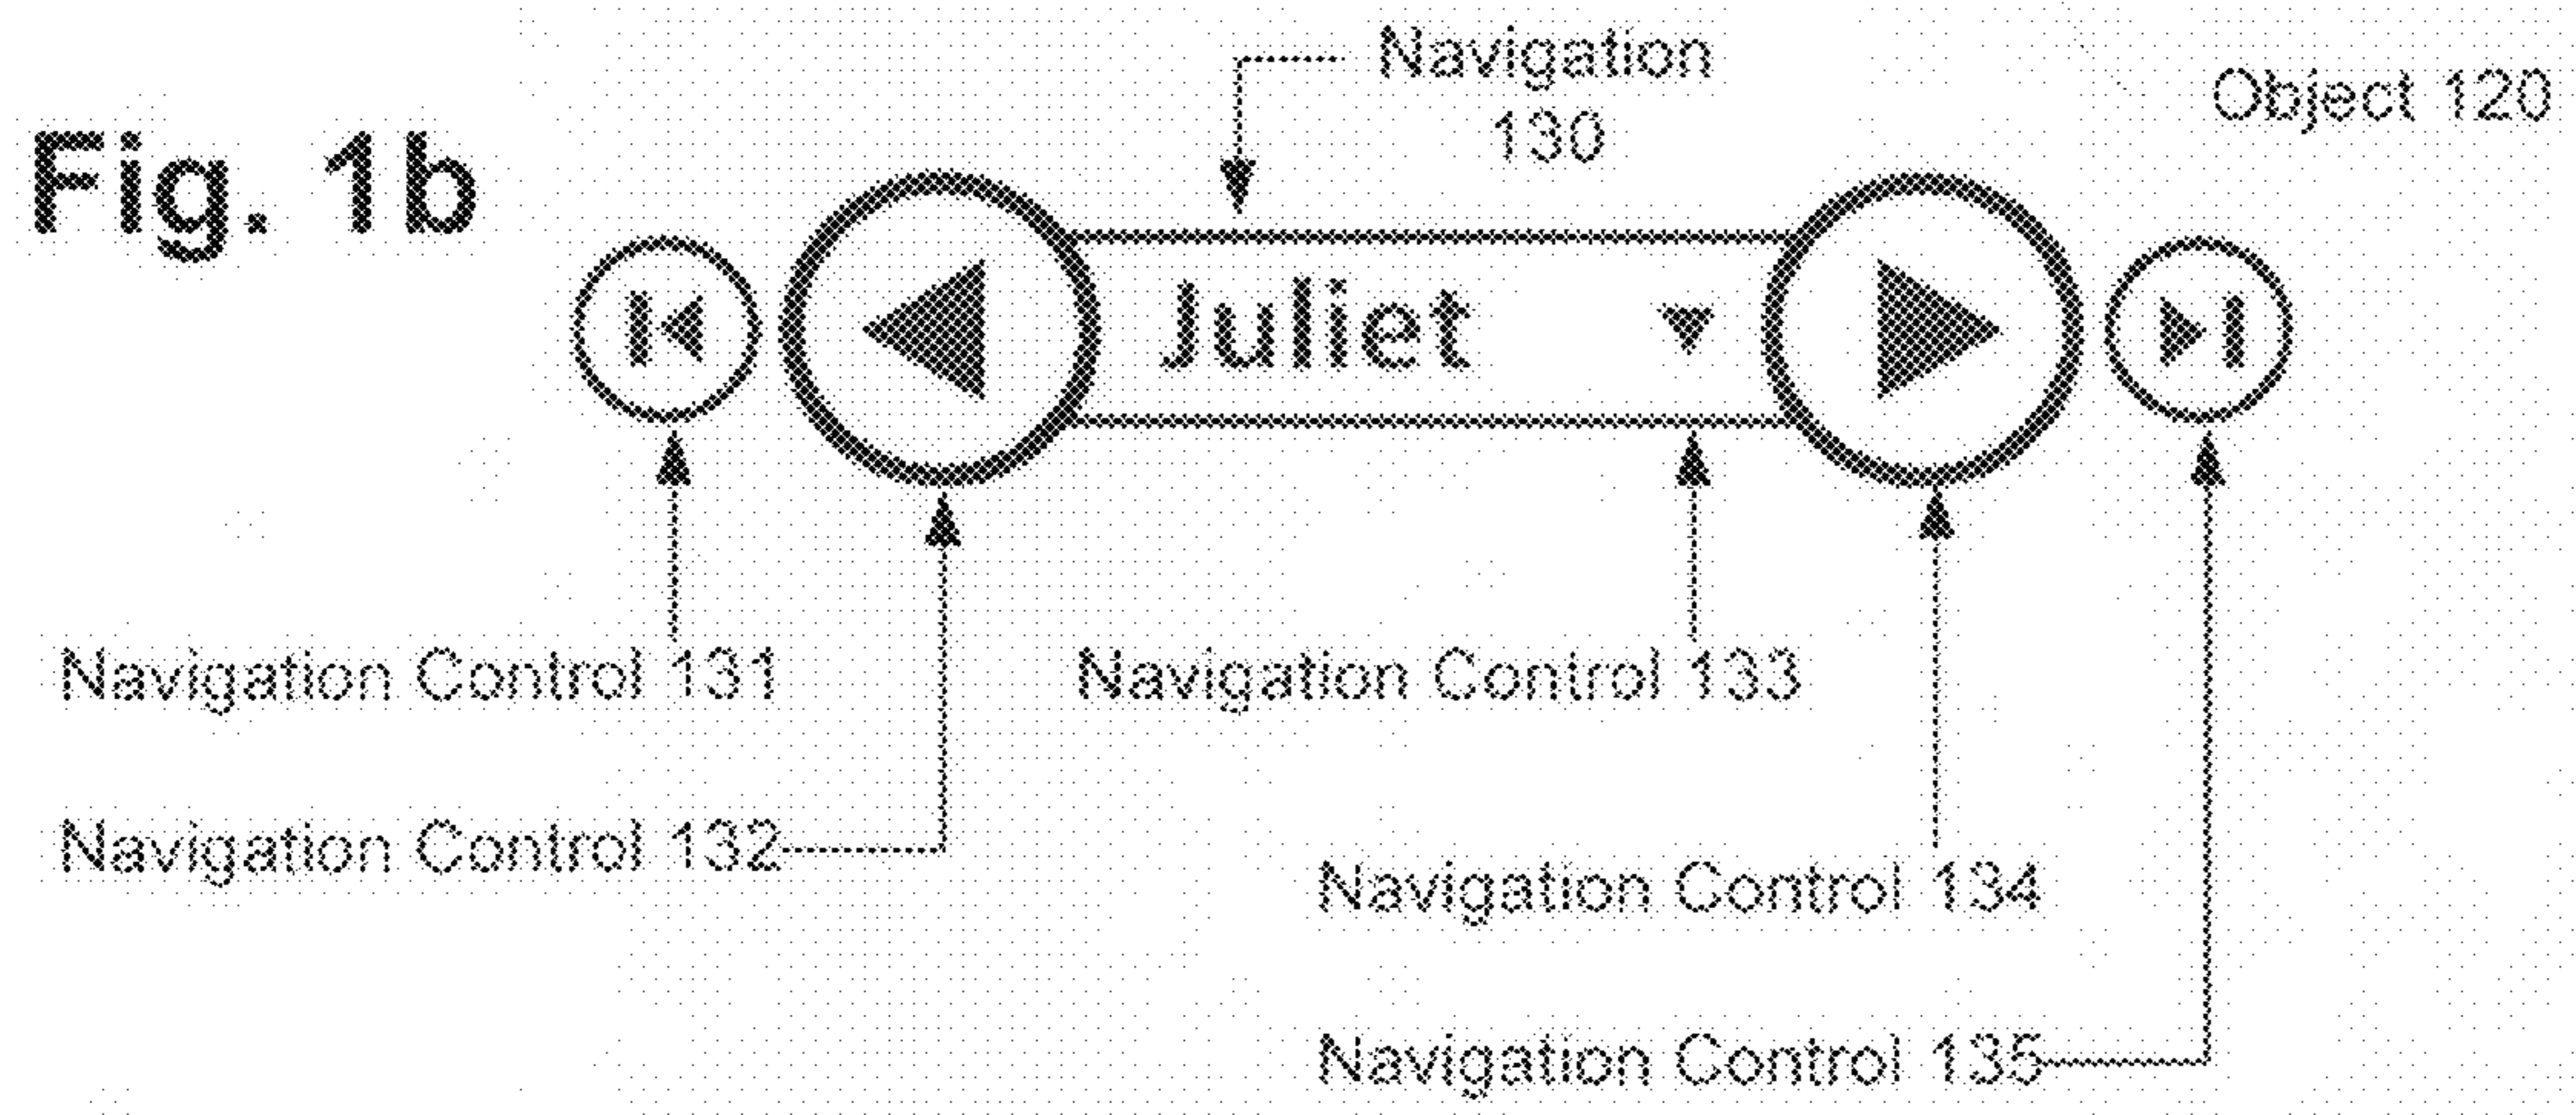 Fig. 1b
Navigation
130
Object 120
Juliet
Navigation Control 131
Navigation Control 133
Navigation Control 132
Navigation Control 134
Navigation Control 135